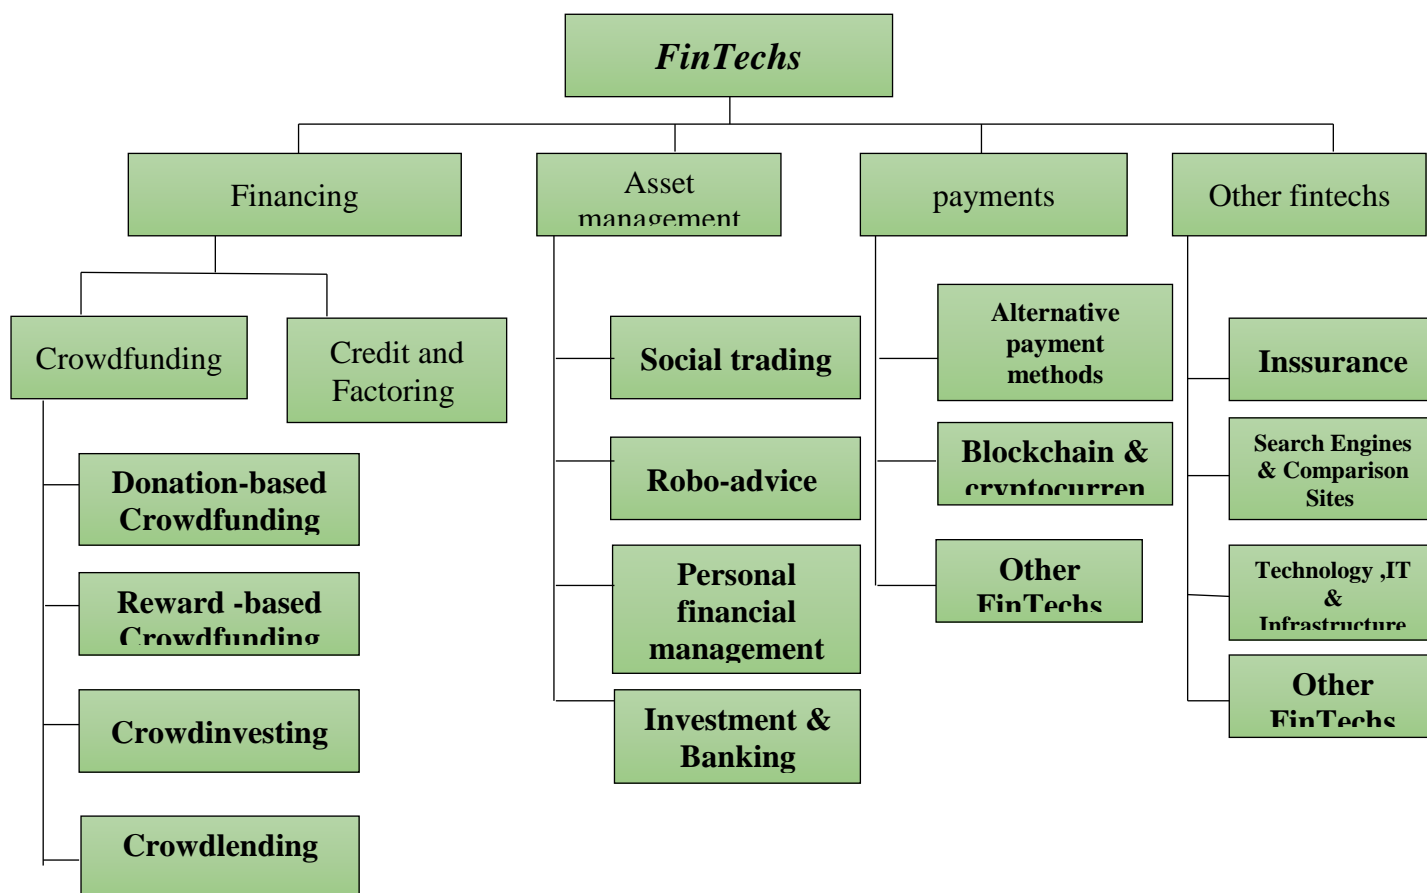 FinTechs
Financing
Asset
management
payments
Other fintechs
Crowdfunding
Credit and
Factoring
Donation-based
Crowdfunding
Reward -based
Crowdfunding
Crowdinvesting
Crowdlending
Social trading
Robo-advice
Personal
financial
management
Investment &
Banking
Alternative
payment
methods
Blockchain &
cryptocurren
Other
FinTechs
Inssurance
Search Engines
& Comparison
Sites
Technology ,IT
&
Infrastructure
Other
FinTechs